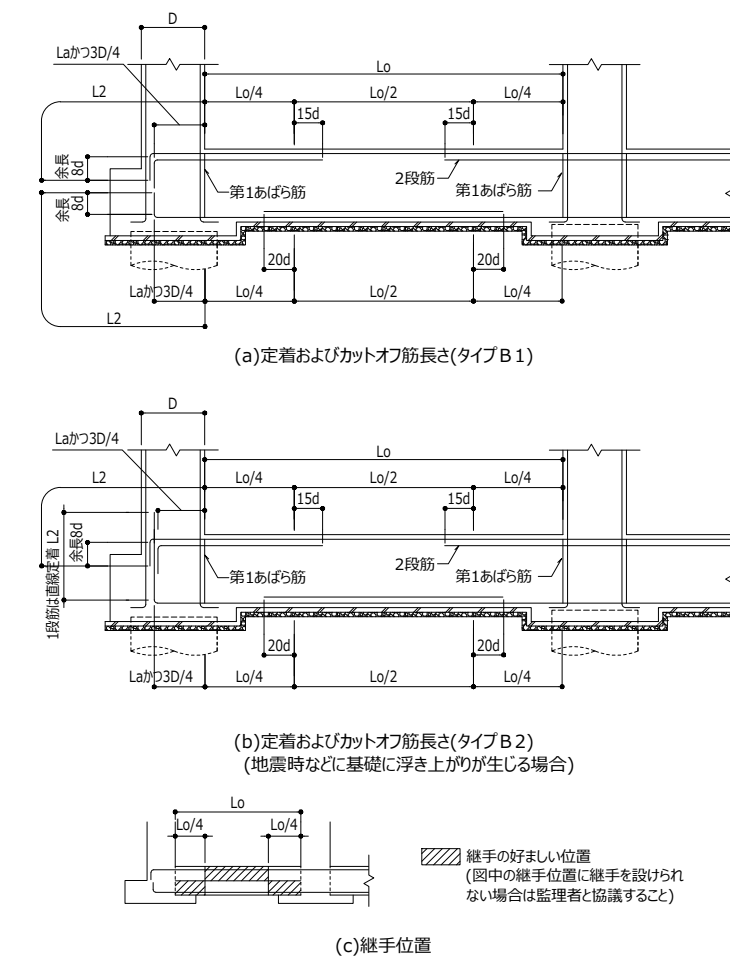 D
Laかつ3D/4
Lo
L2
Lo/4
Lo/2
Lo/4
15d
15d
余長
8d
2段筋
第1あばら筋
第1あばら筋
余長
8d
20d
20d
Laかつ3D/4
Lo/4
Lo/2
Lo/4
L2
(a)定着およびカットオフ筋長さ(タイプB1)
D
Laかつ3D/4
Lo
L2
Lo/4
Lo/2
Lo/4
15d
15d
余長8d
1段筋は直線定着 L2
2段筋
第1あばら筋
第1あばら筋
20d
20d
Laかつ3D/4
Lo/4
Lo/2
Lo/4
(b)定着およびカットオフ筋長さ(タイプB2)
(地震時などに基礎に浮き上がりが生じる場合)
Lo
Lo/4
Lo/4
継手の好ましい位置
(図中の継手位置に継手を設けられ
ない場合は監理者と協議すること)
(c)継手位置